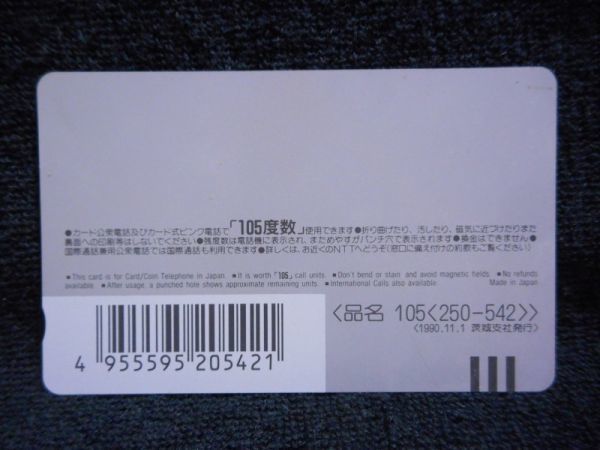 ●カード公衆電話及びカード式ピンク電話で「105度数」使用できます●折り曲げたり、汚したり、磁気に近づけたりまた
裏面への印刷等はしないでください●残度数は電話機に表示され、まためやすがパンチ穴で表示されます●換金はできません●
国際通話兼用公衆電話では国際通話も利用できます●詳しくは、お近くのNTTへどうぞ(窓口に備え付けの約款もご覧ください)
■This card is for Card/Coin Telephone in Japan. ■It is worth「105」call units. ■Don't bend or stain and avoid magnetic fields ■No refunds
available. ■After usage, a punched hole shows approximate remaining units. ■International Calls also available. Made in Japan
〈品名 105<250-542>〉
〈1990.11.1 茨城支社発行〉
4 955595 205421